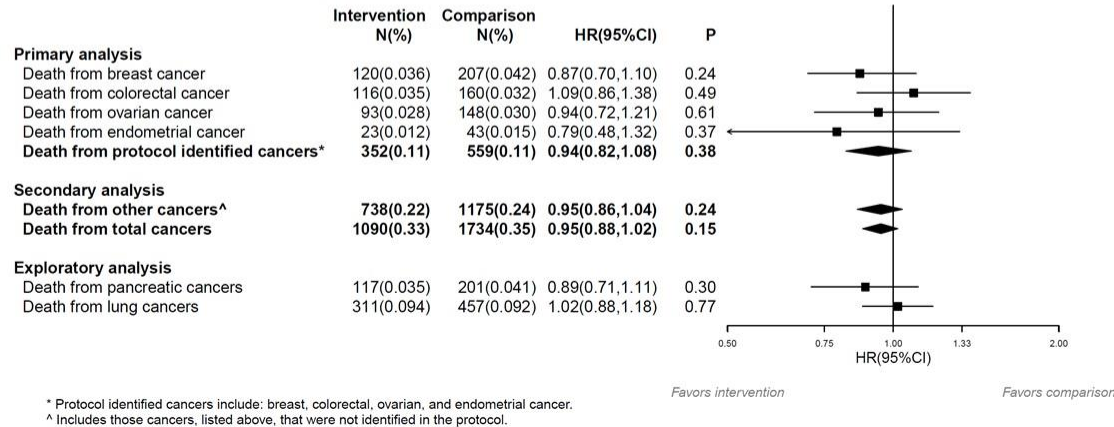 Intervention Comparison
N(%) N(%) HR(95%CI) P
Primary analysis
Death from breast cancer 120(0.036) 207(0.042) 0.87(0.70,1.10) 0.24
Death from colorectal cancer 116(0.035) 160(0.032) 1.09(0.86,1.38) 0.49
Death from ovarian cancer 93(0.028) 148(0.030) 0.94(0.72,1.21) 0.61
Death from endometrial cancer 23(0.012) 43(0.015) 0.79(0.48,1.32) 0.37
Death from protocol identified cancers* 352(0.11) 559(0.11) 0.94(0.82,1.08) 0.38
Secondary analysis
Death from other cancers^ 738(0.22) 1175(0.24) 0.95(0.86,1.04) 0.24
Death from total cancers 1090(0.33) 1734(0.35) 0.95(0.88,1.02) 0.15
Exploratory analysis
Death from pancreatic cancers 117(0.035) 201(0.041) 0.89(0.71,1.11) 0.30
Death from lung cancers 311(0.094) 457(0.092) 1.02(0.88,1.18) 0.77
0.50 0.75 1.00 1.33 2.00
HR(95%CI)
Favors intervention Favors comparison
* Protocol identified cancers include: breast, colorectal, ovarian, and endometrial cancer.
^ Includes those cancers, listed above, that were not identified in the protocol.